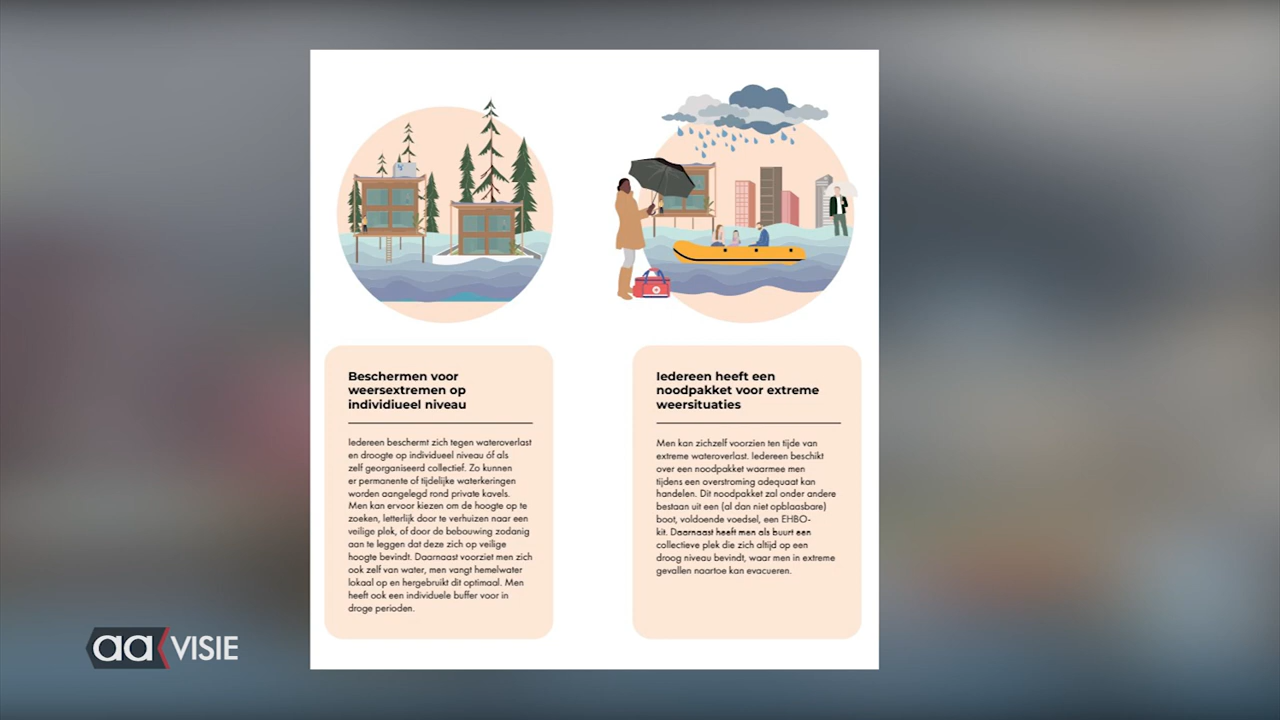 Beschermen voor
weersextremen op
individiueel niveau
Iedereen beschermt zich tegen wateroverlast
en droogte op individueel niveau óf als
zelf georganiseerd collectief. Zo kunnen
er permanente of tijdelijke waterkeringen
worden aangelegd rond private kavels.
Men kan ervoor kiezen om de hoogte op te
zoeken, letterlijk door te verhuizen naar een
veilige plek, of door de bebouwing zodanig
aan te leggen dat deze zich op veilige
hoogte bevindt. Daarnaast voorziet men zich
ook zelf van water, men vangt hemelwater
lokaal op en hergebruikt dit optimaal. Men
heeft ook een individuele buffer voor in
droge perioden.
Iedereen heeft een
noodpakket voor extreme
weersituaties
Men kan zichzelf voorzien ten tijde van
extreme wateroverlast. Iedereen beschikt
over een noodpakket waarmee men
tijdens een overstroming adequaat kan
handelen. Dit noodpakket zal onder andere
bestaan uit een (al dan niet opblaasbare)
boot, voldoende voedsel, een EHBO-
kit. Daarnaast heeft men als buurt een
collectieve plek die zich altijd op een
droog niveau bevindt, waar men in extreme
gevallen naartoe kan evacueren.
aa VISIE